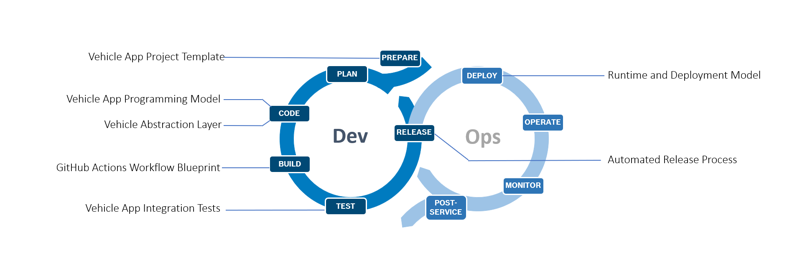 Vehicle App Project Template
PREPARE
PLAN
DEPLOY
Runtime and Deployment Model
Vehicle App Programming Model
CODE
Vehicle Abstraction Layer
Dev
RELEASE
Ops
OPERATE
GitHub Actions Workflow Blueprint
BUILD
Automated Release Process
MONITOR
Vehicle App Integration Tests
TEST
POST-
SERVICE